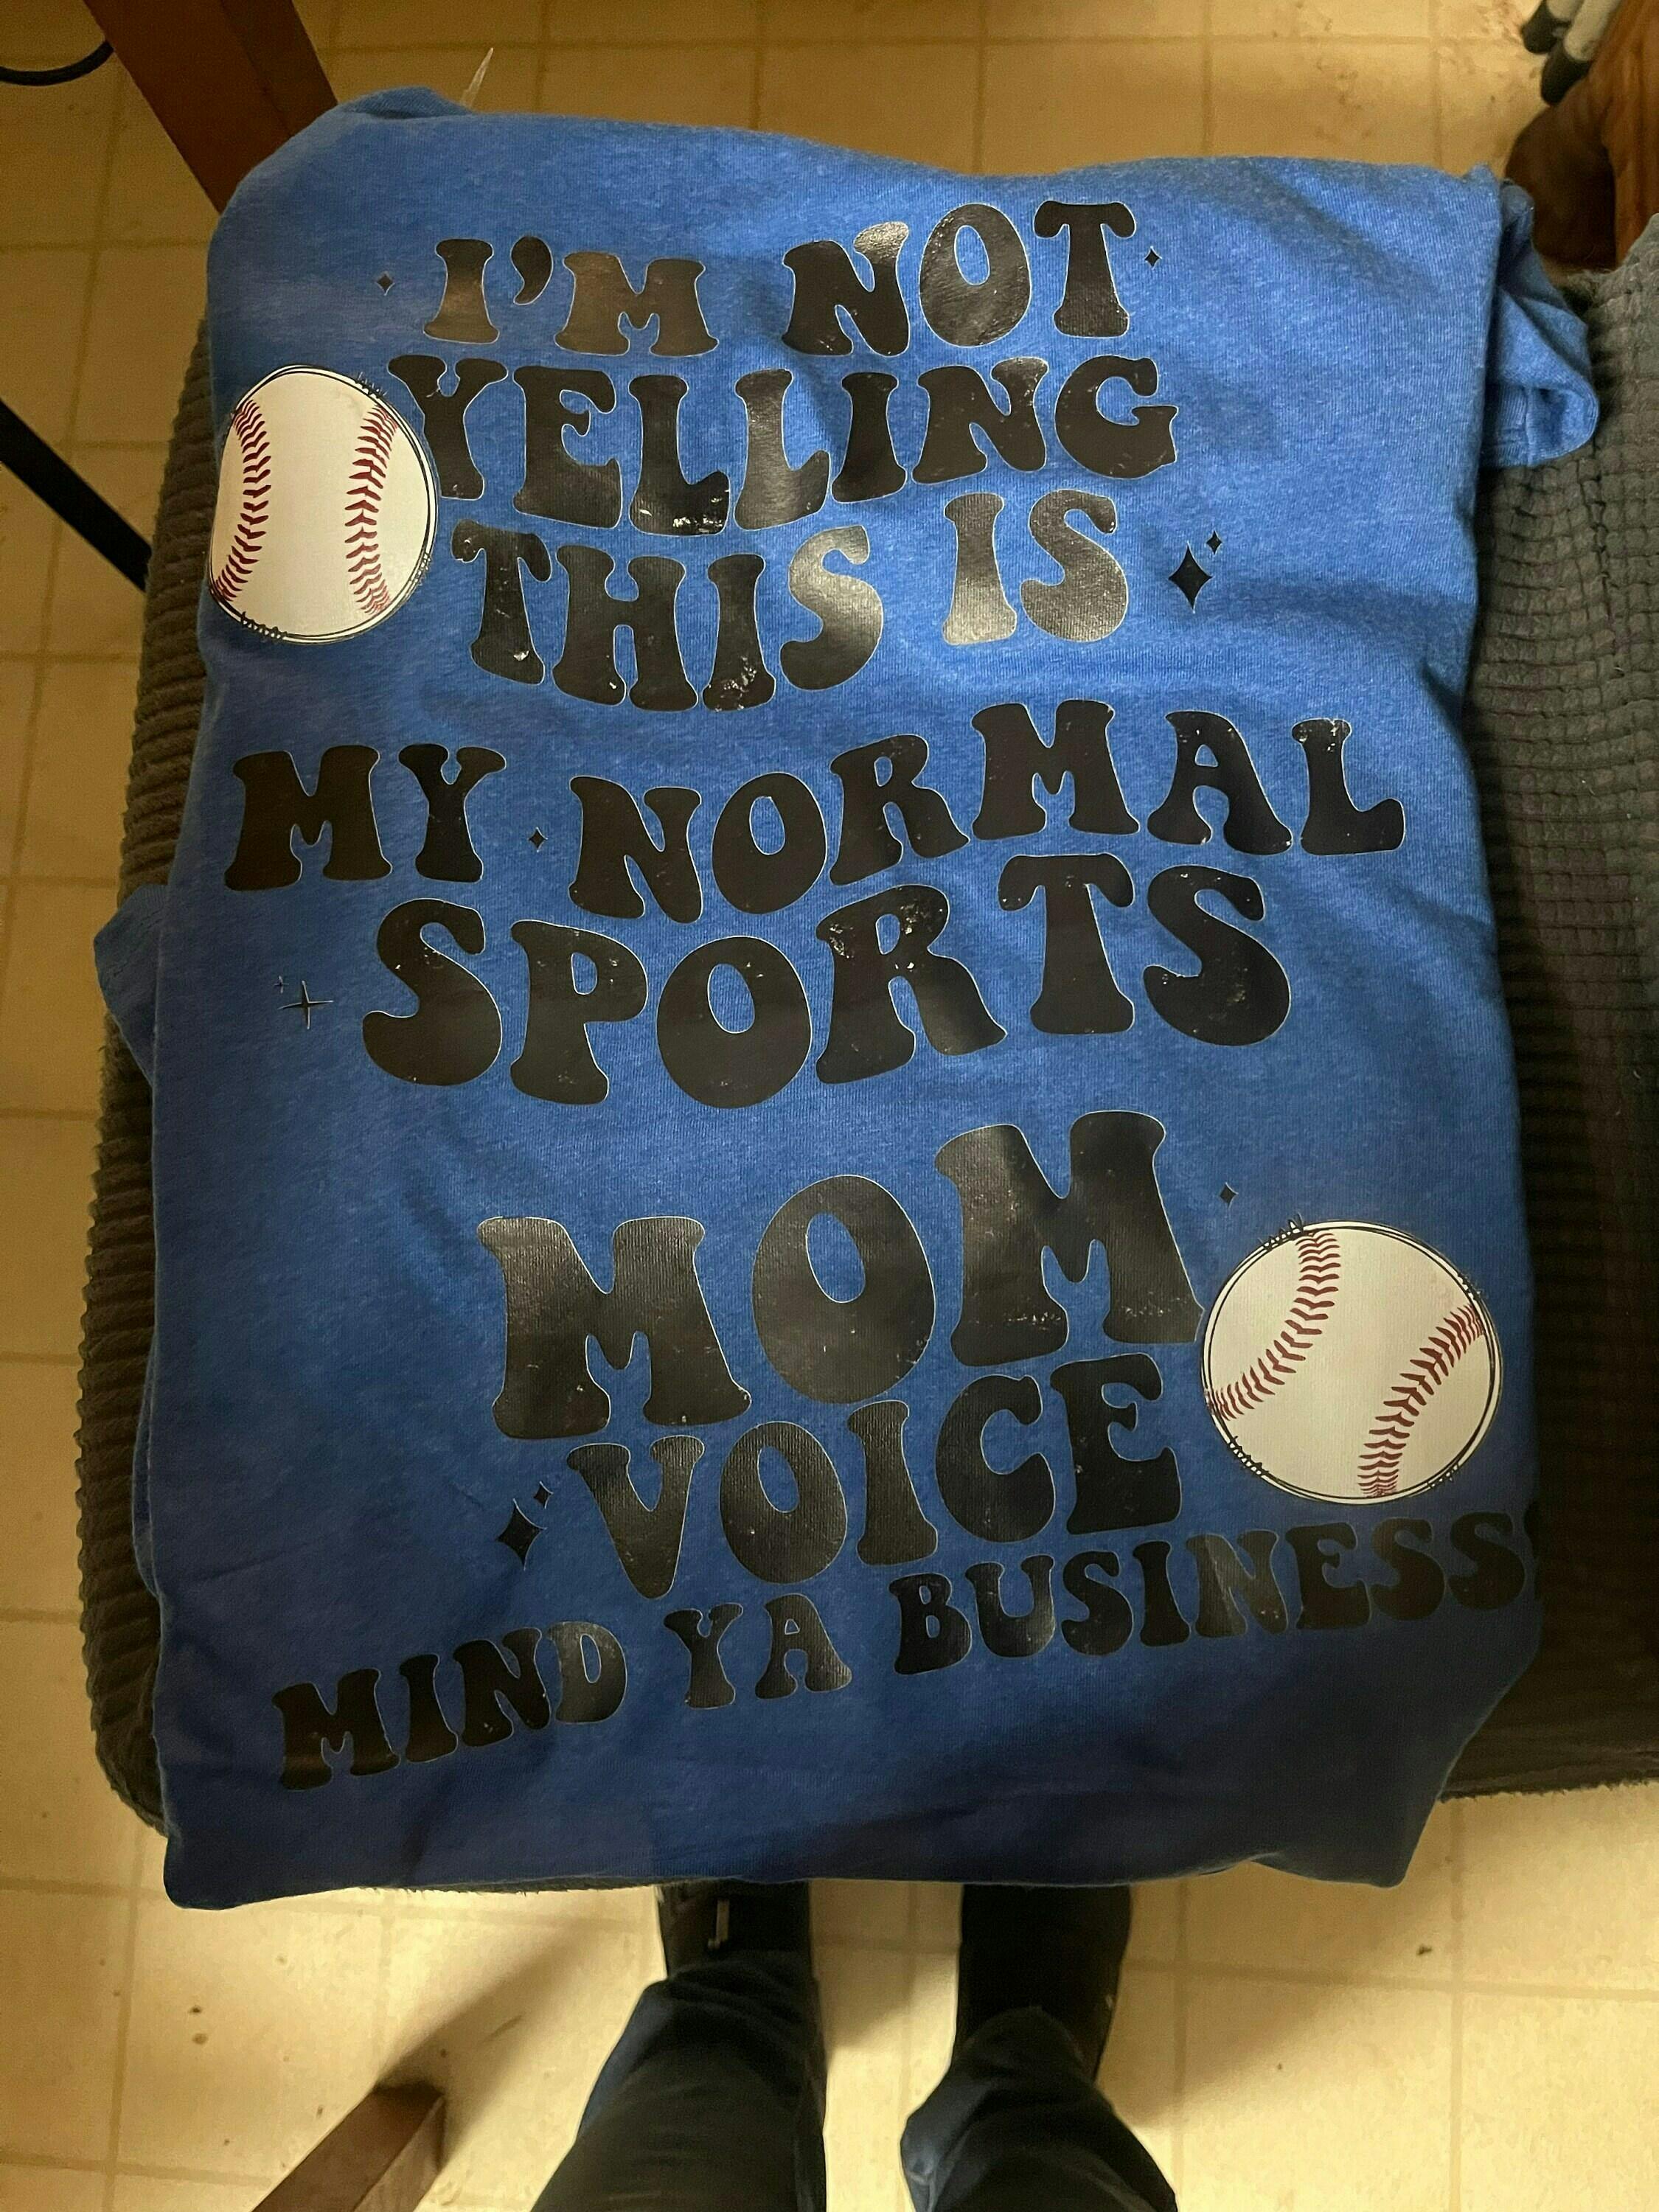 I'M NOT
YELLING
THIS IS
MY NORMAL
SPORTS
MOM
VOICE
MIND YA BUSINESS!